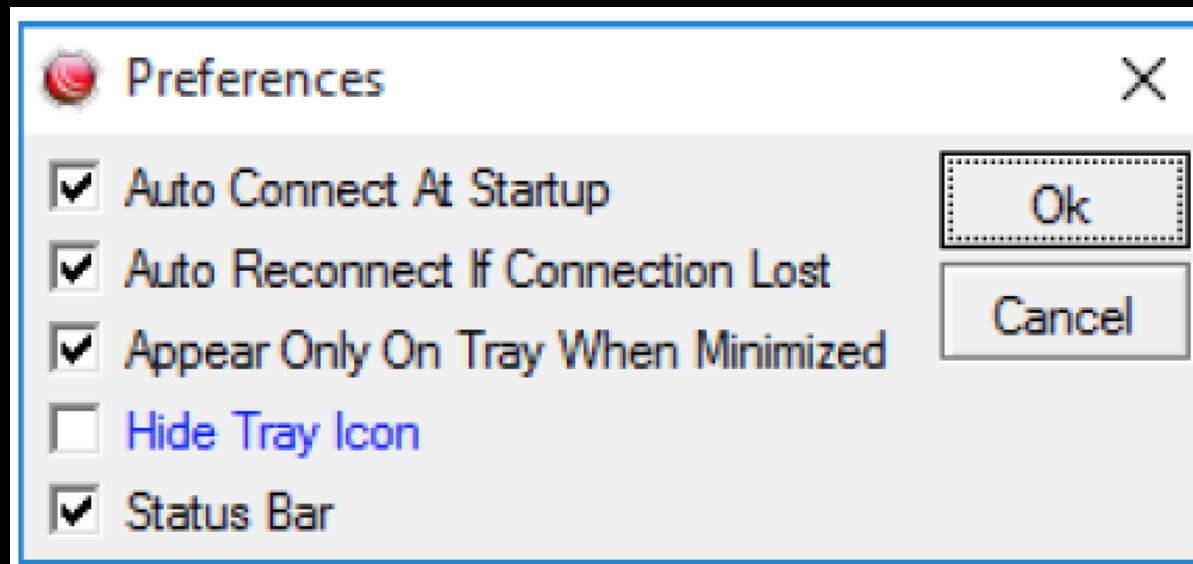 Preferences
Auto Connect At Startup
Ok
Auto Reconnect If Connection Lost
Cancel
Appear Only On Tray When Minimized
Hide Tray Icon
Status Bar